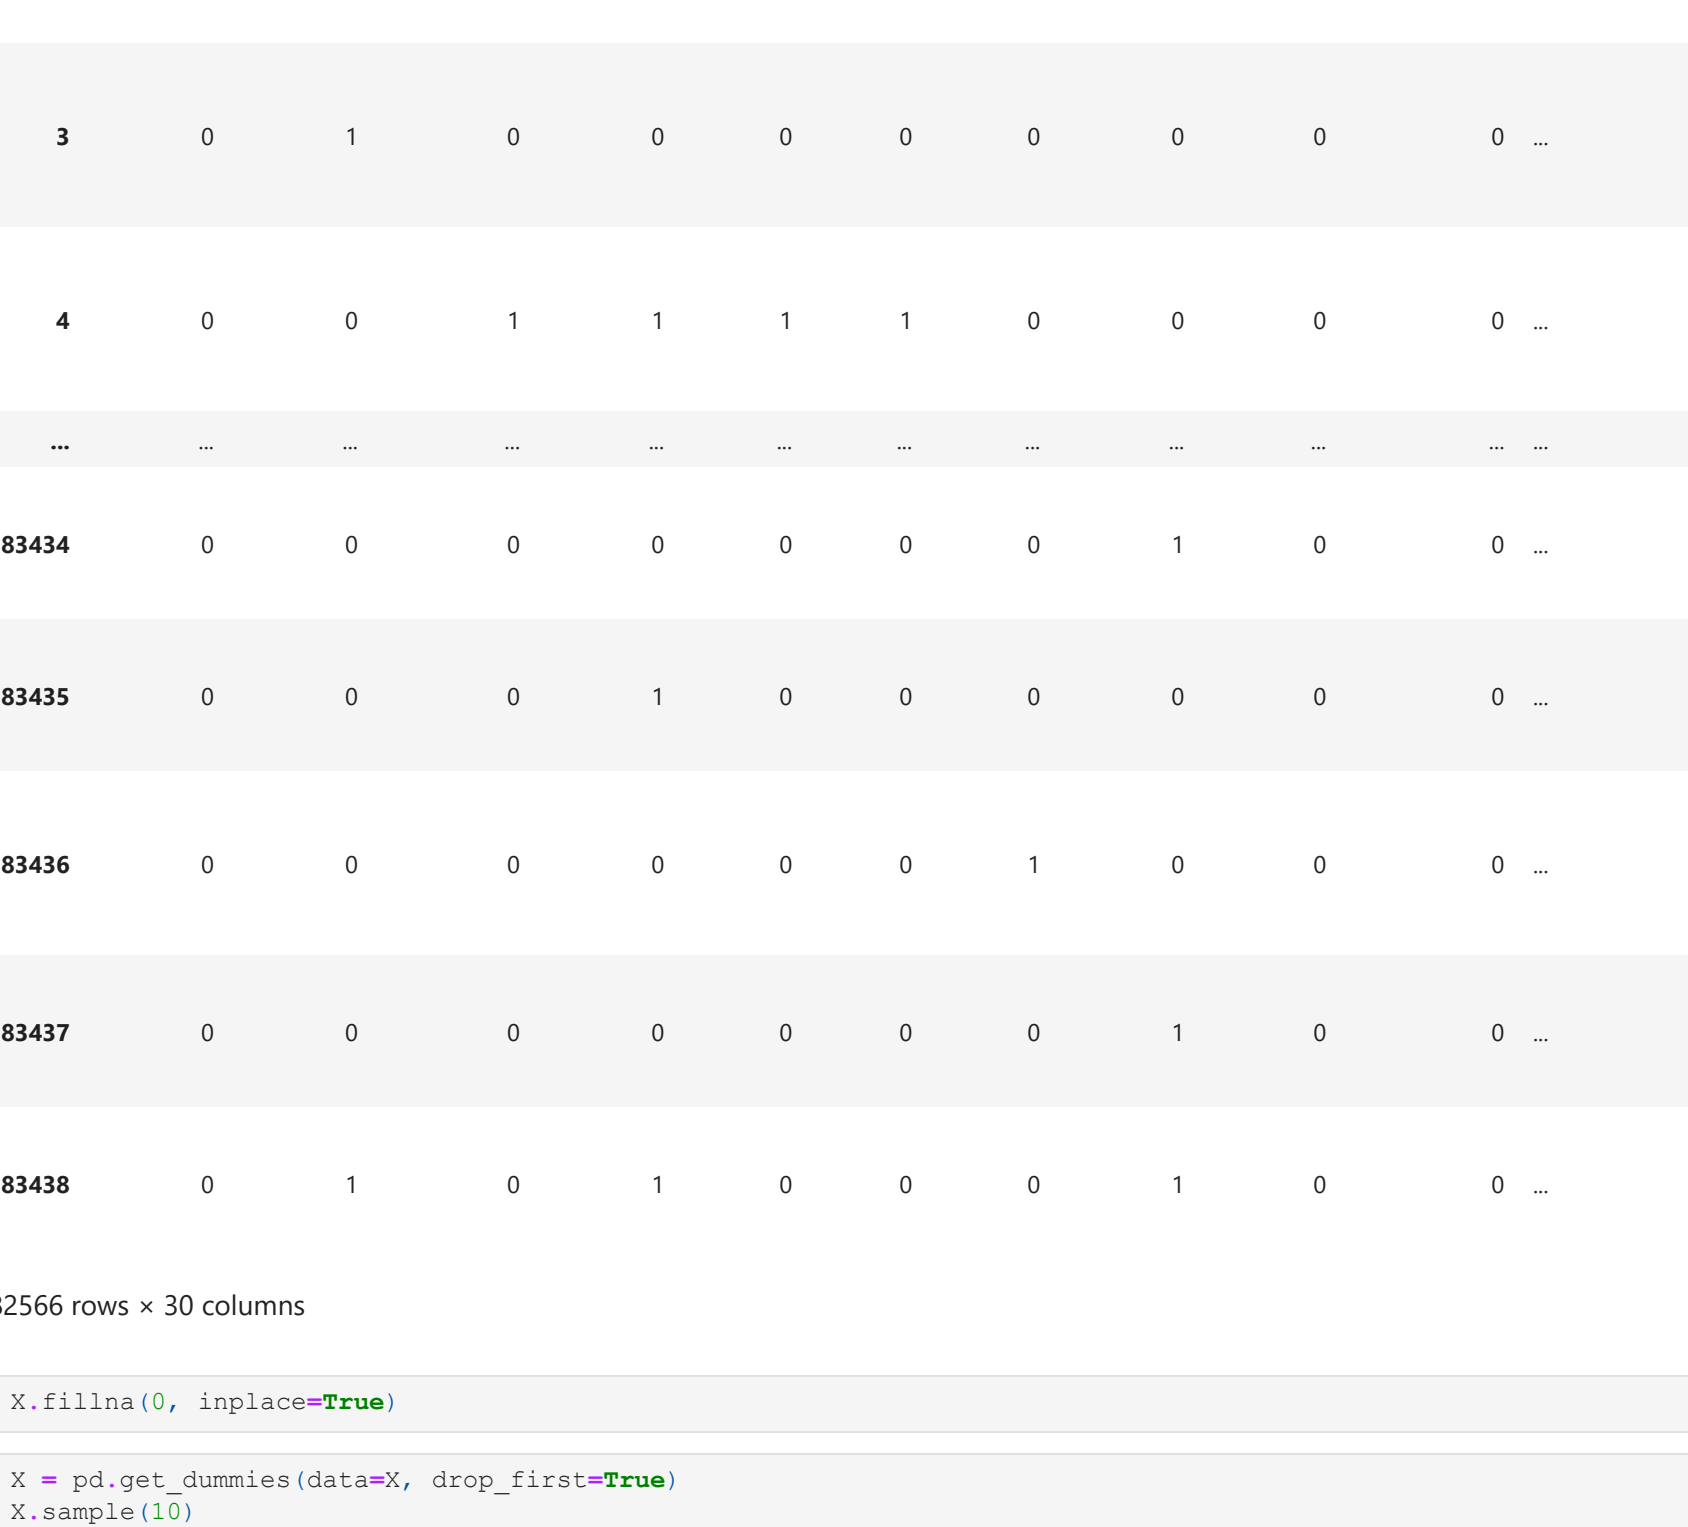 3 0 1 0 0 0 0 0 0 0 0 ...
4 0 0 1 1 1 1 0 0 0 0 ...
... ... ... ... ... ... ... ... ... ... ... ...
83434 0 0 0 0 0 0 0 1 0 0 ...
83435 0 0 0 1 0 0 0 0 0 0 ...
83436 0 0 0 0 0 0 1 0 0 0 ...
83437 0 0 0 0 0 0 0 1 0 0 ...
83438 0 1 0 1 0 0 0 1 0 0 ...
82566 rows × 30 columns
X.fillna(0, inplace=True)
X = pd.get_dummies(data=X, drop_first=True)
X.sample(10)